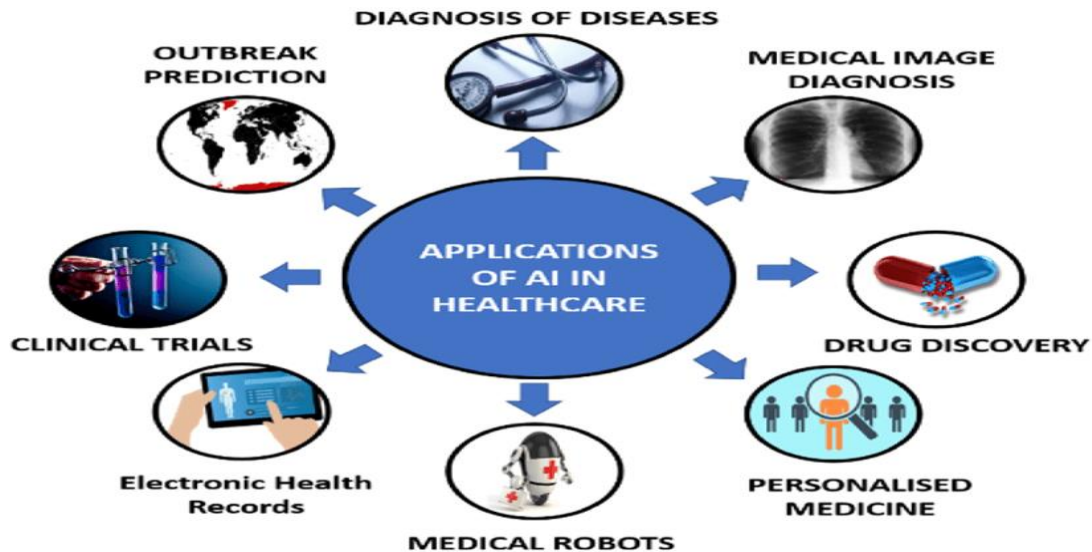 DIAGNOSIS OF DISEASES
OUTBREAK
PREDICTION
MEDICAL IMAGE
DIAGNOSIS
APPLICATIONS
OF AI IN
HEALTHCARE
CLINICAL TRIALS
DRUG DISCOVERY
Electronic Health
Records
PERSONALISED
MEDICINE
MEDICAL ROBOTS